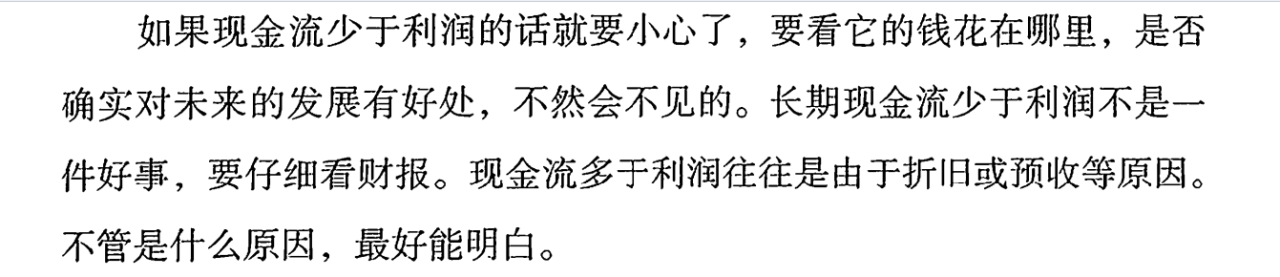 如果现金流少于利润的话就要小心了，要看它的钱花在哪里，是否
确实对未来的发展有好处，不然会不见的。长期现金流少于利润不是一
件好事，要仔细看财报。现金流多于利润往往是由于折旧或预收等原因。
不管是什么原因，最好能明白。